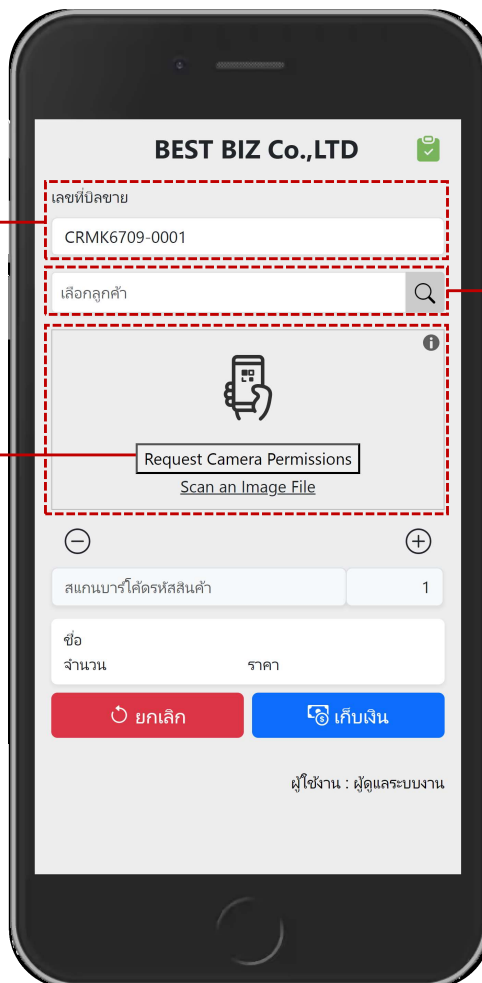 BEST BIZ Co.,LTD
เลขที่บิลขาย
CRMK6709-0001
เลือกลูกค้า
Request Camera Permissions
Scan an Image File
สแกนบาร์โค้ดรหัสสินค้า 1
ชื่อ
จำนวน ราคา
ยกเลิก เก็บเงิน
ผู้ใช้งาน : ผู้ดูแลระบบงาน